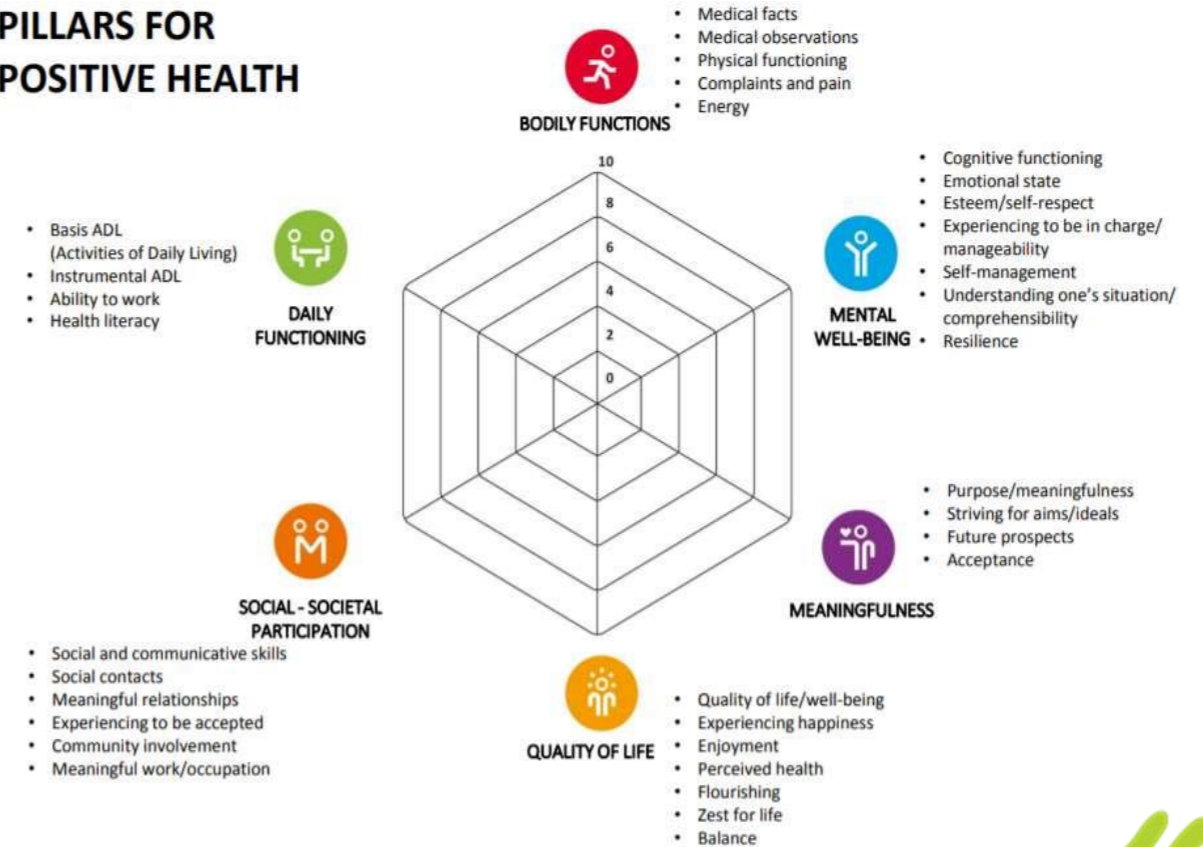 PILLARS FOR
POSITIVE HEALTH
• Medical facts
• Medical observations
• Physical functioning
• Complaints and pain
• Energy
BODILY FUNCTIONS
10
8
6
4
2
0
• Cognitive functioning
• Emotional state
• Esteem/self-respect
• Experiencing to be in charge/
manageability
• Self-management
• Understanding one's situation/
comprehensibility
• Resilience
MENTAL
WELL-BEING
• Basis ADL
(Activities of Daily Living)
• Instrumental ADL
• Ability to work
• Health literacy
DAILY
FUNCTIONING
• Purpose/meaningfulness
• Striving for aims/ideals
• Future prospects
• Acceptance
MEANINGFULNESS
SOCIAL - SOCIETAL
PARTICIPATION
• Social and communicative skills
• Social contacts
• Meaningful relationships
• Experiencing to be accepted
• Community involvement
• Meaningful work/occupation
QUALITY OF LIFE
• Quality of life/well-being
• Experiencing happiness
• Enjoyment
• Perceived health
• Flourishing
• Zest for life
• Balance